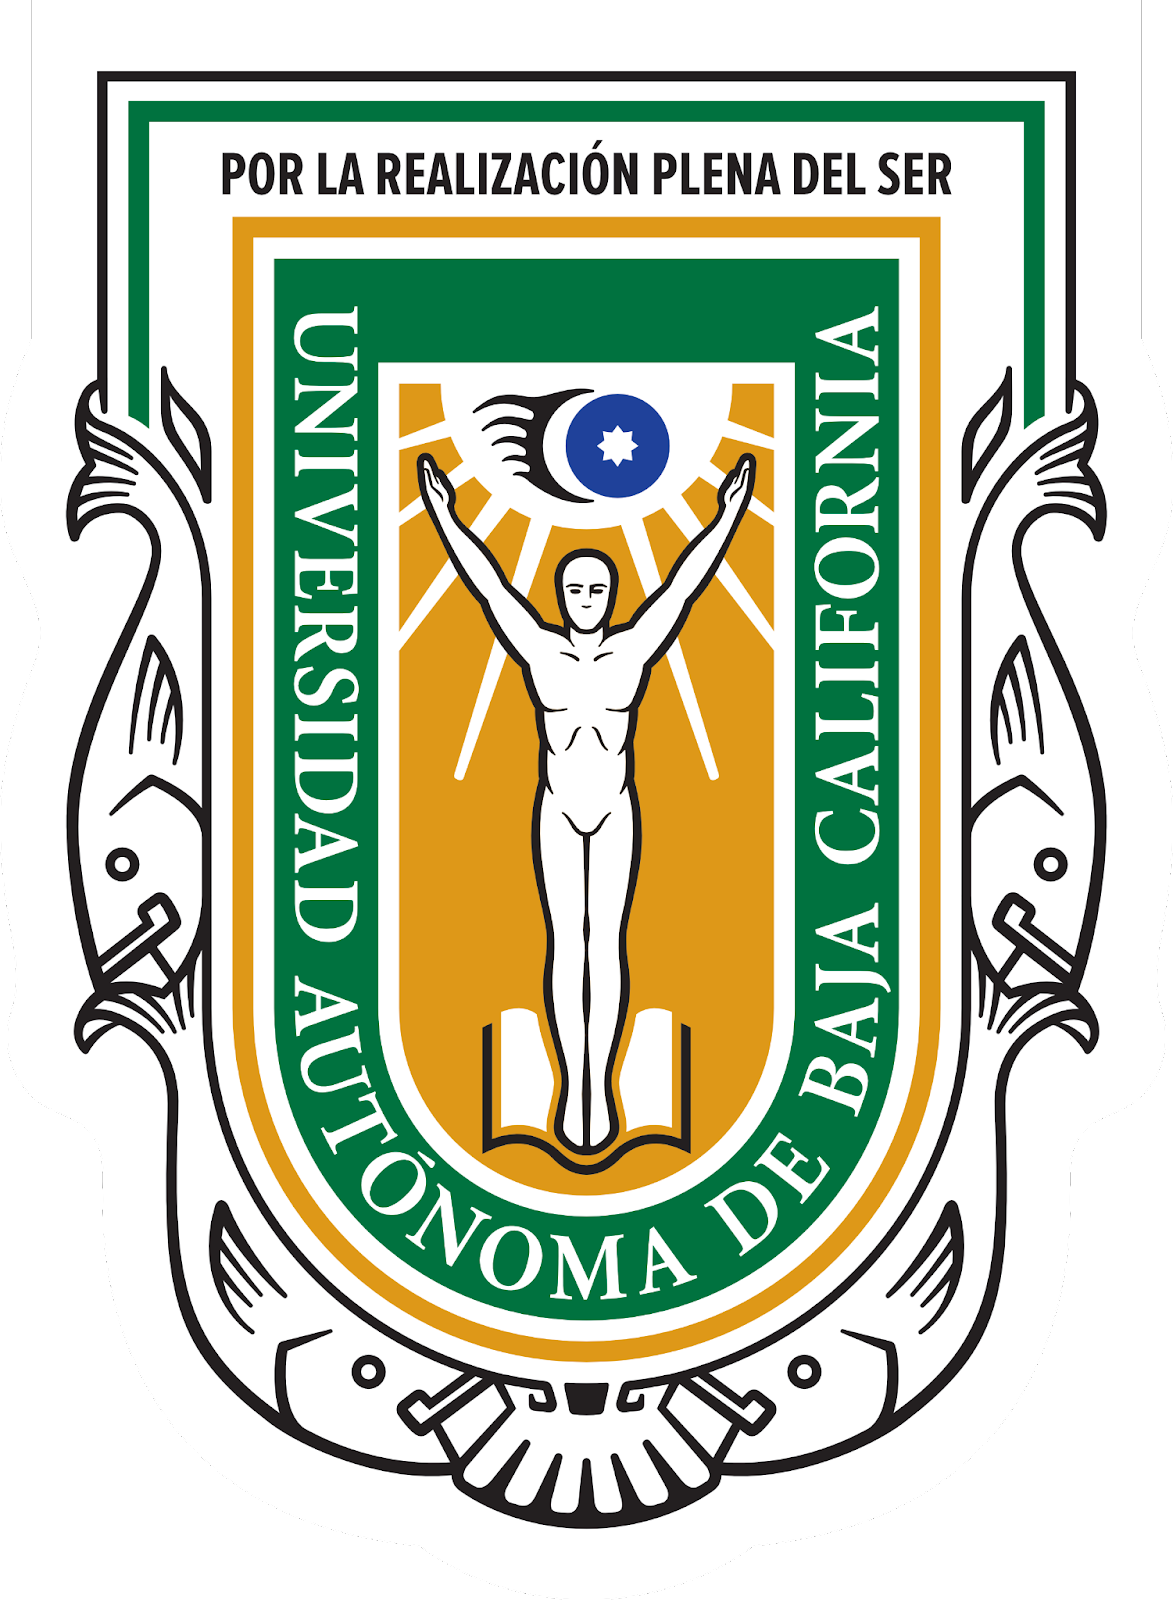 POR LA REALIZACIÓN PLENA DEL SER
UNIVERSIDAD AUTÓNOMA DE BAJA CALIFORNIA